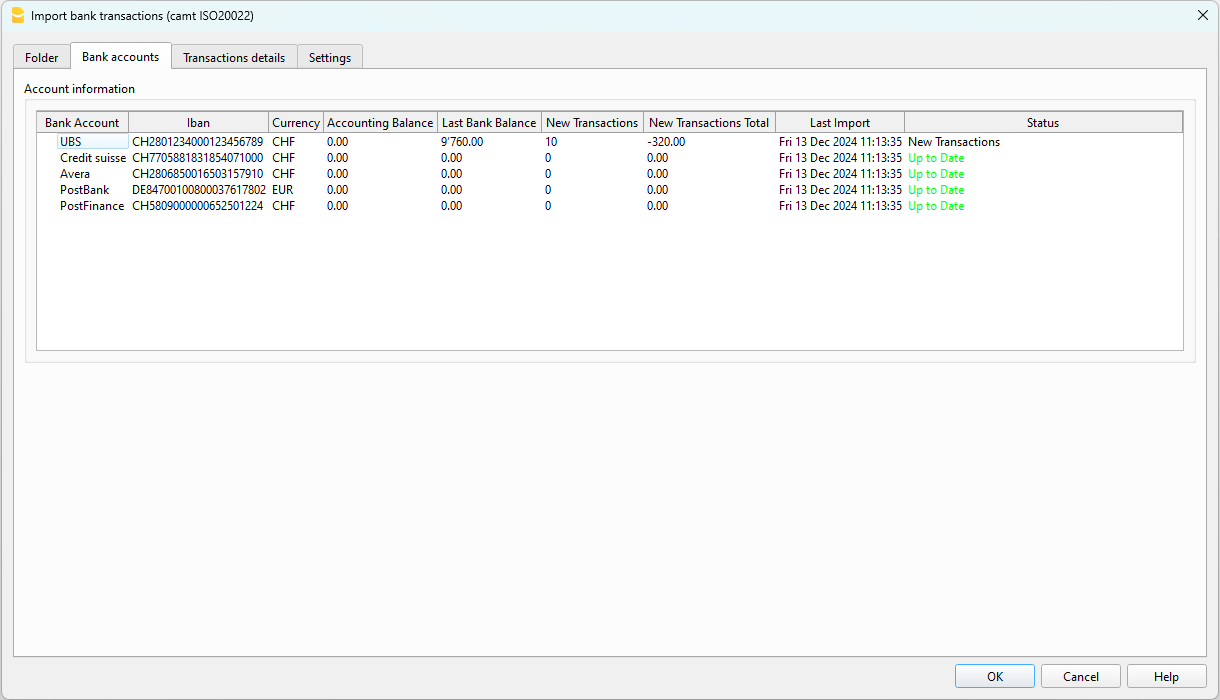 Import bank transactions (camt ISO20022)
Folder Bank accounts Transactions details Settings
Account information
Bank Account Iban Currency Accounting Balance Last Bank Balance New Transactions New Transactions Total Last Import Status
UBS CH2801234000123456789 CHF 0.00 9'760.00 10 -320.00 Fri 13 Dec 2024 11:13:35 New Transactions
Credit suisse CH7705881831854071000 CHF 0.00 0.00 0 0.00 Fri 13 Dec 2024 11:13:35 Up to Date
Avera CH2806850016503157910 CHF 0.00 0.00 0 0.00 Fri 13 Dec 2024 11:13:35 Up to Date
PostBank DE84700100800037617802 EUR 0.00 0.00 0 0.00 Fri 13 Dec 2024 11:13:35 Up to Date
PostFinance CH5809000000652501224 CHF 0.00 0.00 0 0.00 Fri 13 Dec 2024 11:13:35 Up to Date
OK Cancel Help